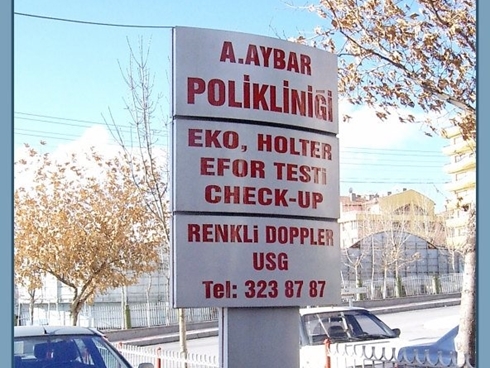 A.AYBAR
POLİKLİNİĞİ
EKO, HOLTER
EFOR TESTİ
CHECK-UP
RENKLİ DOPPLER
USG
Tel: 323 87 87